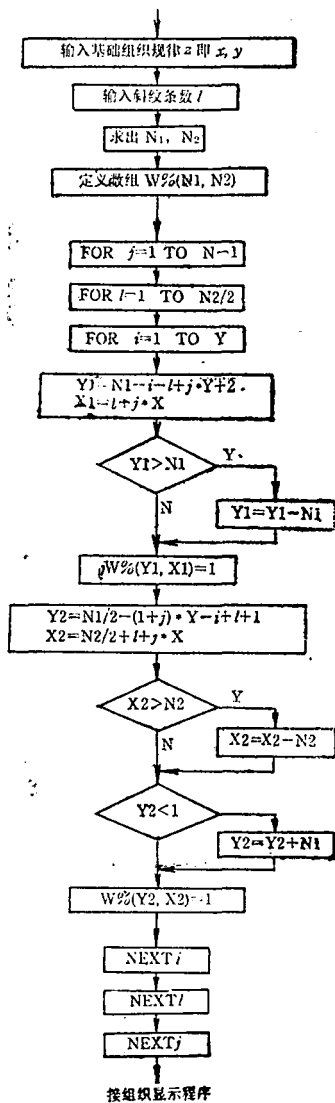 输入基础组织规律 z 即 x, y
输入斜纹条数 l
求出 N₁, N₂
定义数组 W%(N1, N2)
FOR j=1 TO N-1
FOR l=1 TO N2/2
FOR i=1 TO Y
Y1=N1-i-l+j*Y+2
X1=l+j*X
Y1>N1
Y
N
Y1=Y1-N1
W%(Y1, X1)=1
Y2=N1/2-(1+j)*Y-i+l+1
X2=N2/2+l+j*X
X2>N2
Y
N
X2=X2-N2
Y2<1
Y2=Y2+N1
W%(Y2, X2)=1
NEXT i
NEXT l
NEXT j
接组织显示程序